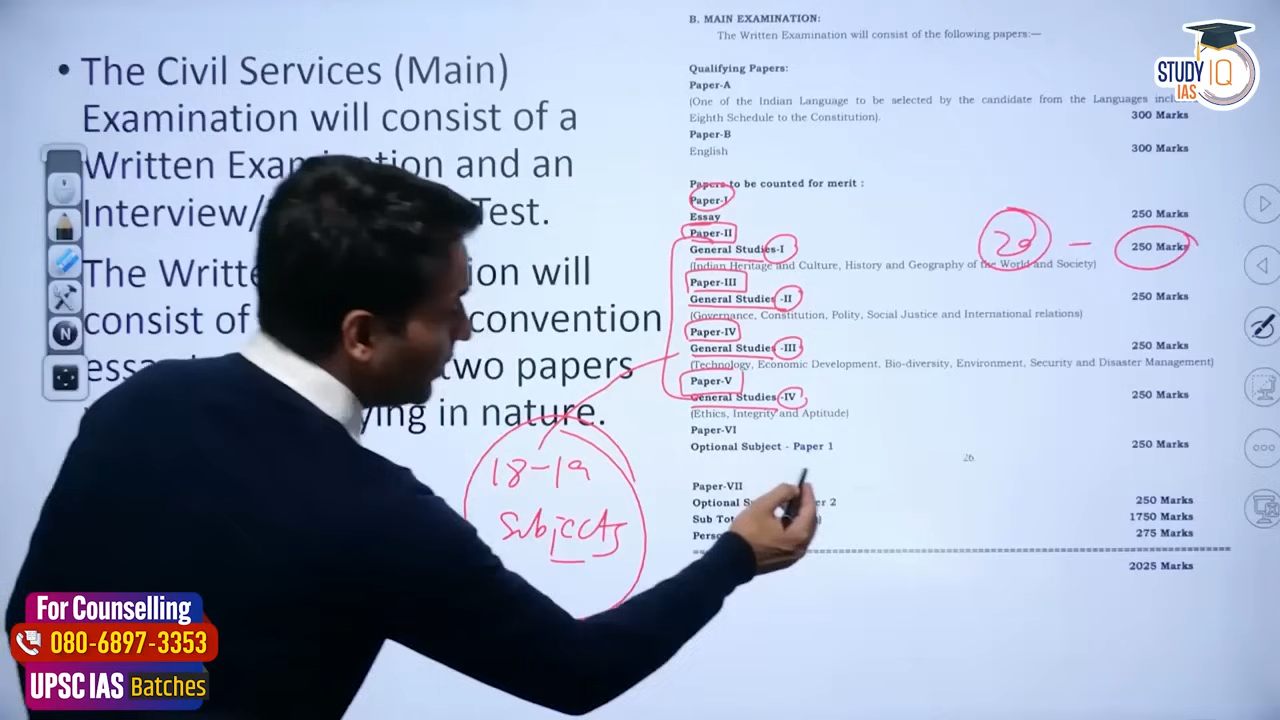 • The Civil Services (Main)
Examination will consist of a
Written Examination and an
Interview/ Test.
The Written will
consist of convention
two papers
in nature.
18-19
Subjects
B. MAIN EXAMINATION:
The Written Examination will consist of the following papers:—
Qualifying Papers:
Paper-A
(One of the Indian Language to be selected by the candidate from the Languages
Eighth Schedule to the Constitution).
300 Marks
Paper-B
English
300 Marks
Papers to be counted for merit :
Paper-I
Essay
250 Marks
Paper-II
General Studies-I
250 Marks
(Indian Heritage and Culture, History and Geography of the World and Society)
Paper-III
General Studies -II
250 Marks
(Governance, Constitution, Polity, Social Justice and International relations)
Paper-IV
General Studies -III
250 Marks
(Technology, Economic Development, Bio-diversity, Environment, Security and Disaster Management)
Paper-V
General Studies -IV
250 Marks
(Ethics, Integrity and Aptitude)
Paper-VI
Optional Subject - Paper 1
250 Marks
26
Paper-VII
Optional 2
250 Marks
Sub
1750 Marks
275 Marks
2025 Marks
STUDY IQ
IAS
N
For Counselling
080-6897-3353
UPSC IAS Batches